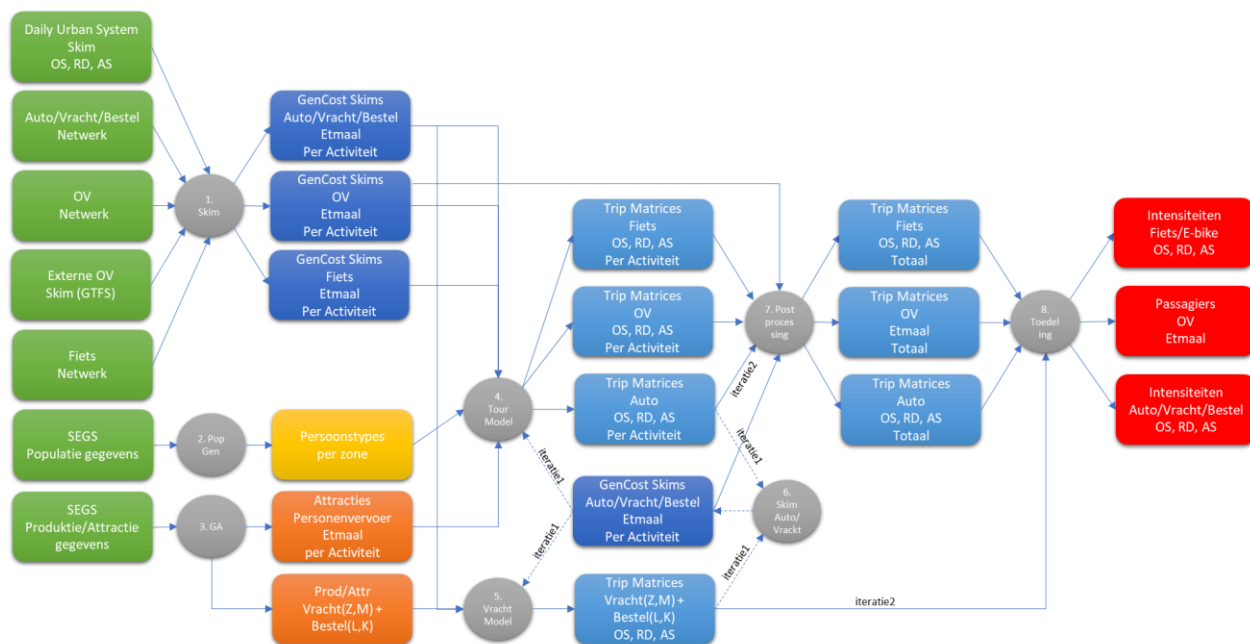 Daily Urban System
Skim
OS, RD, AS
Auto/Vracht/Bestel
Netwerk
OV
Netwerk
Externe OV
Skim (GTFS)
Fiets
Netwerk
SEGS
Populatie gegevens
SEGS
Produktie/Attractie
gegevens
1.
Skim
2. Pop
Gen
3. GA
GenCost Skims
Auto/Vracht/Bestel
Etmaal
Per Activiteit
GenCost Skims
OV
Etmaal
Per Activiteit
GenCost Skims
Fiets
Etmaal
Per Activiteit
Persoonstypes
per zone
Attracties
Personenvervoer
Etmaal
per Activiteit
Prod/Attr
Vracht(Z,M) +
Bestel(L,K)
4.
Tour
Model
5.
Vracht
Model
iteratie1
iteratie1
Trip Matrices
Fiets
OS, RD, AS
Per Activiteit
Trip Matrices
OV
OS, RD, AS
Per Activiteit
Trip Matrices
Auto
OS, RD, AS
Per Activiteit
GenCost Skims
Auto/Vracht/Bestel
Etmaal
Per Activiteit
Trip Matrices
Vracht(Z,M) +
Bestel(L,K)
OS, RD, AS
iteratie2
iteratie1
iteratie1
7. Post
proces
sing
6.
Skim
Auto/
Vrackt
iteratie2
Trip Matrices
Fiets
OS, RD, AS
Totaal
Trip Matrices
OV
Etmaal
Totaal
Trip Matrices
Auto
OS, RD, AS
Totaal
8.
Toedel
ing
Intensiteiten
Fiets/E-bike
OS, RD, AS
Passagiers
OV
Etmaal
Intensiteiten
Auto/Vracht/Bestel
OS, RD, AS